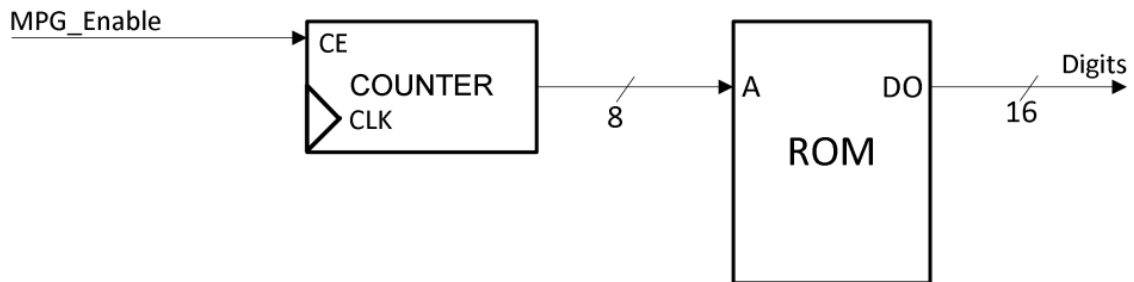 MPG_Enable
CE
COUNTER
CLK
8
A
DO
ROM
Digits
16